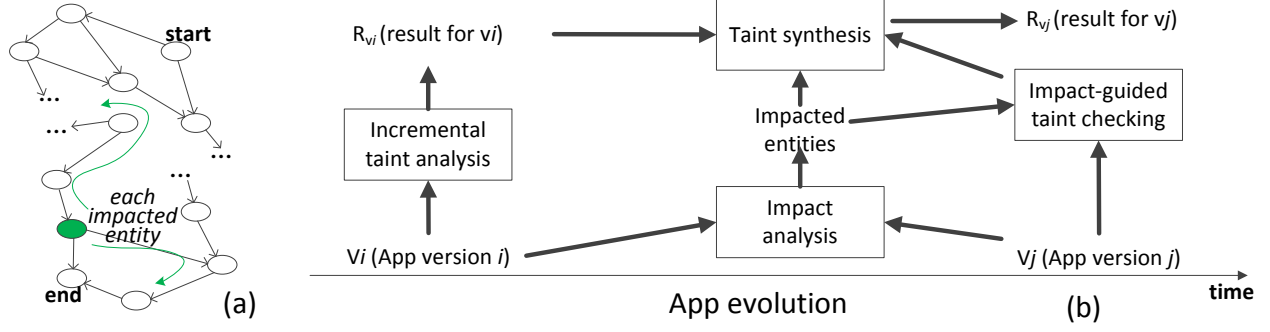 start
...
...
...
...
each
impacted
entity
end
(a)
Rvi (result for vi)
Taint synthesis
Rvj (result for vj)
Incremental
taint analysis
Impacted
entities
Impact-guided
taint checking
Impact
analysis
Vi (App version i)
Vj (App version j)
App evolution
(b)
time